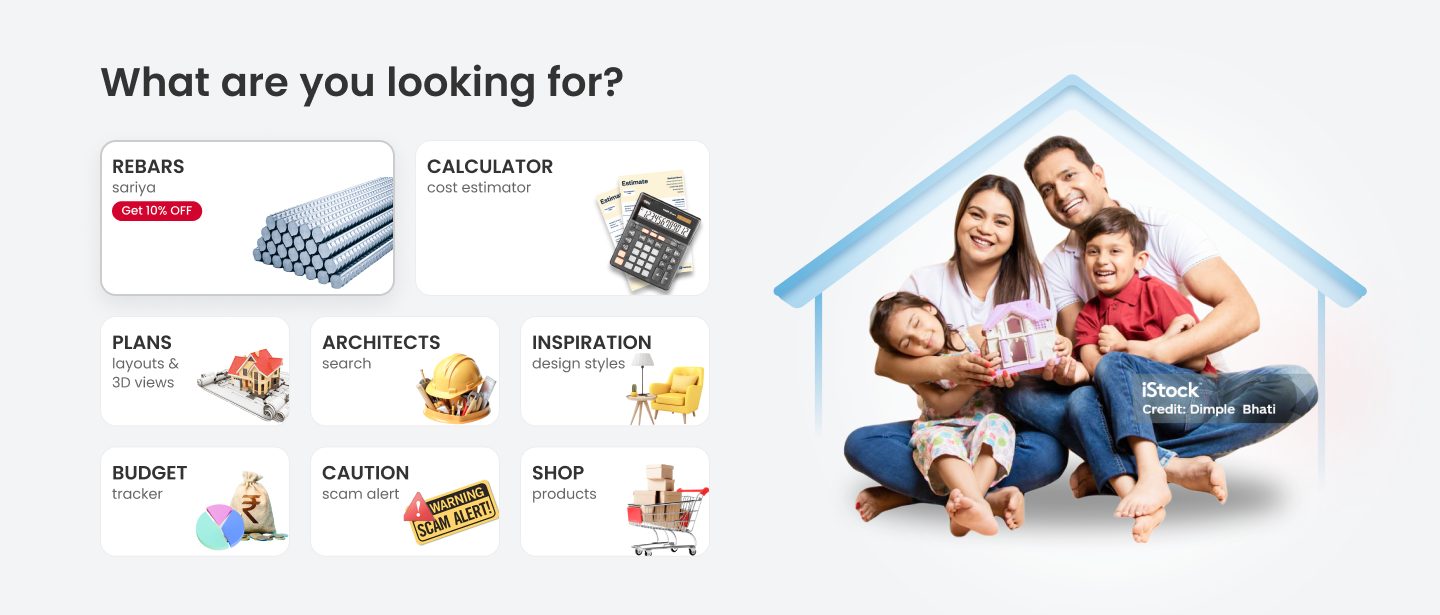 What are you looking for?
REBARS
sariya
Get 10% OFF
CALCULATOR
cost estimator
Estimate
Estimate
PLANS
layouts &
3D views
ARCHITECTS
search
INSPIRATION
design styles
BUDGET
tracker
CAUTION
scam alert
WARNING
SCAM ALERT!
SHOP
products
iStock
Credit: Dimple Bhati